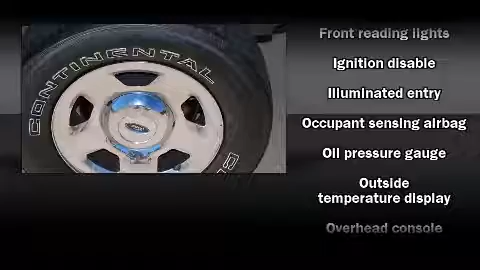 CONTINENTAL
Front reading lights
Ignition disable
Illuminated entry
Occupant sensing airbag
Oil pressure gauge
Outside
temperature display
Overhead console